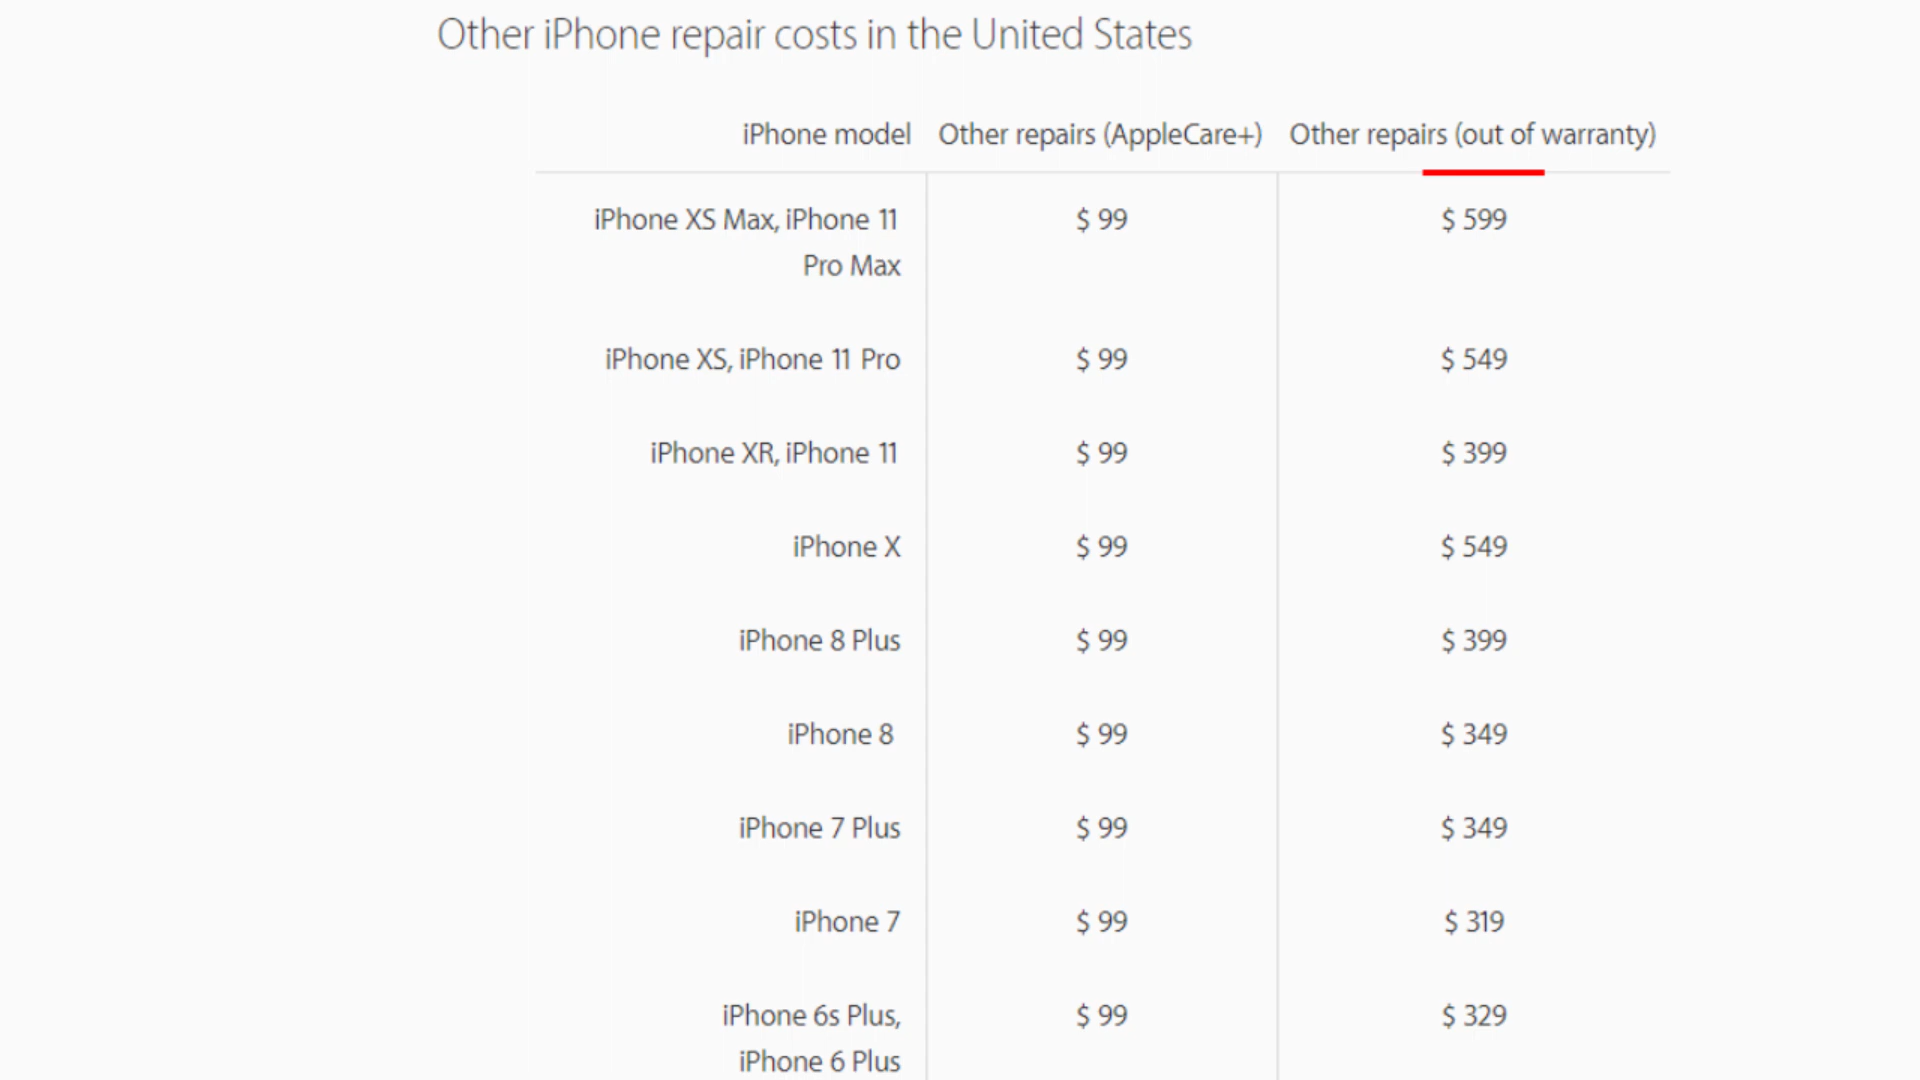 Other iPhone repair costs in the United States
iPhone model Other repairs (AppleCare+) Other repairs (out of warranty)
iPhone XS Max, iPhone 11 $ 99 $ 599
Pro Max
iPhone XS, iPhone 11 Pro $ 99 $ 549
iPhone XR, iPhone 11 $ 99 $ 399
iPhone X $ 99 $ 549
iPhone 8 Plus $ 99 $ 399
iPhone 8 $ 99 $ 349
iPhone 7 Plus $ 99 $ 349
iPhone 7 $ 99 $ 319
iPhone 6s Plus, $ 99 $ 329
iPhone 6 Plus